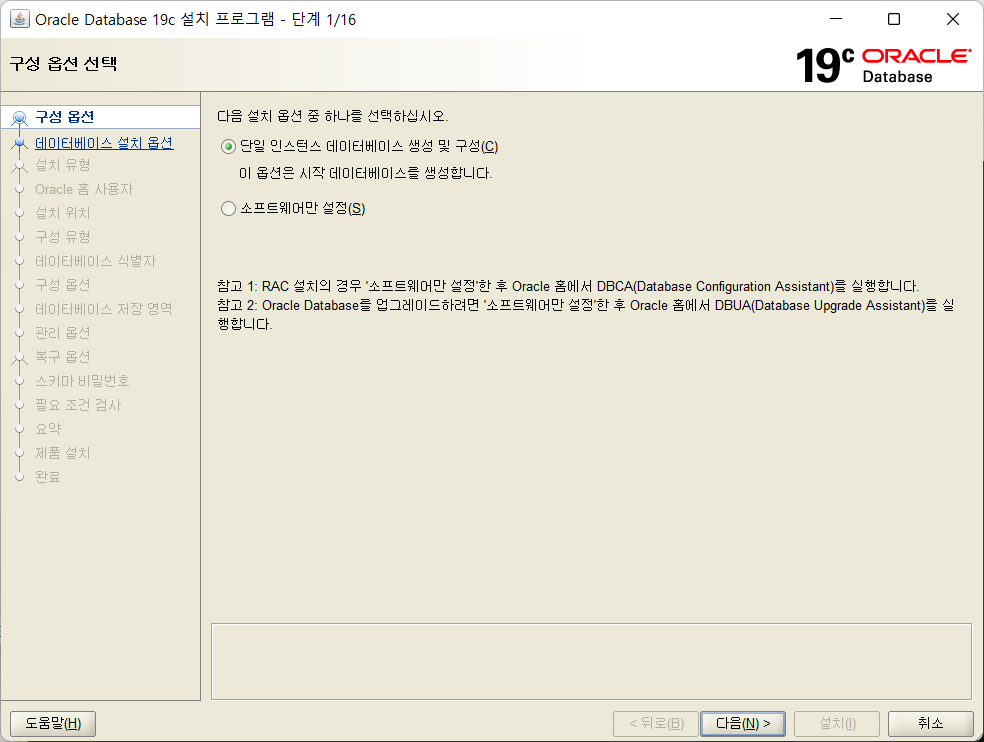 Oracle Database 19c 설치 프로그램 - 단계 1/16
구성 옵션 선택
19c ORACLE
Database
구성 옵션
데이터베이스 설치 옵션
설치 유형
Oracle 홈 사용자
설치 위치
구성 유형
데이터베이스 식별자
구성 옵션
데이터베이스 저장 영역
관리 옵션
복구 옵션
스키마 비밀번호
필요 조건 검사
요약
제품 설치
완료
다음 설치 옵션 중 하나를 선택하십시오.
단일 인스턴스 데이터베이스 생성 및 구성(C)
이 옵션은 시작 데이터베이스를 생성합니다.
소프트웨어만 설정(S)
참고 1: RAC 설치의 경우 '소프트웨어만 설정'한 후 Oracle 홈에서 DBCA(Database Configuration Assistant)를 실행합니다.
참고 2: Oracle Database를 업그레이드하려면 '소프트웨어만 설정'한 후 Oracle 홈에서 DBUA(Database Upgrade Assistant)를 실
행합니다.
도움말(H)
< 뒤로(B)
다음(N) >
설치(I)
취소